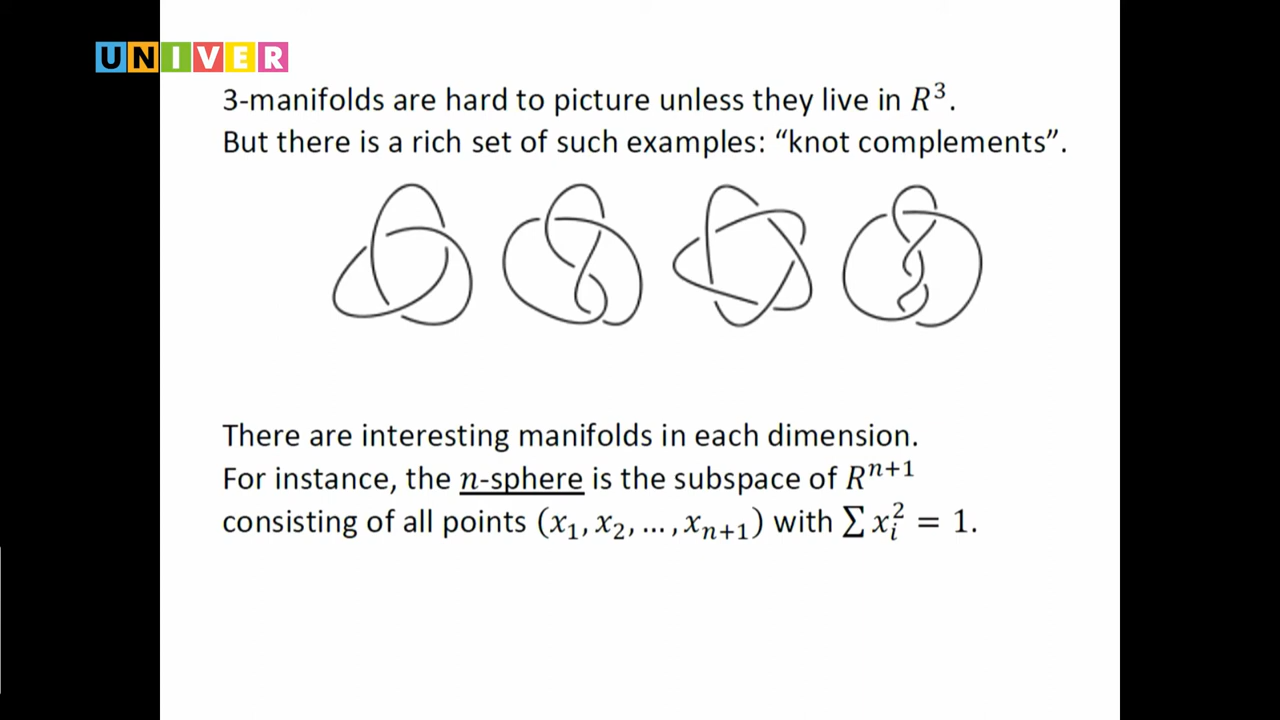 UNIVER
3-manifolds are hard to picture unless they live in R³.
But there is a rich set of such examples: “knot complements”.
There are interesting manifolds in each dimension.
For instance, the n-sphere is the subspace of Rⁿ⁺¹
consisting of all points (x₁, x₂, … , xₙ₊₁) with ∑ xᵢ² = 1.